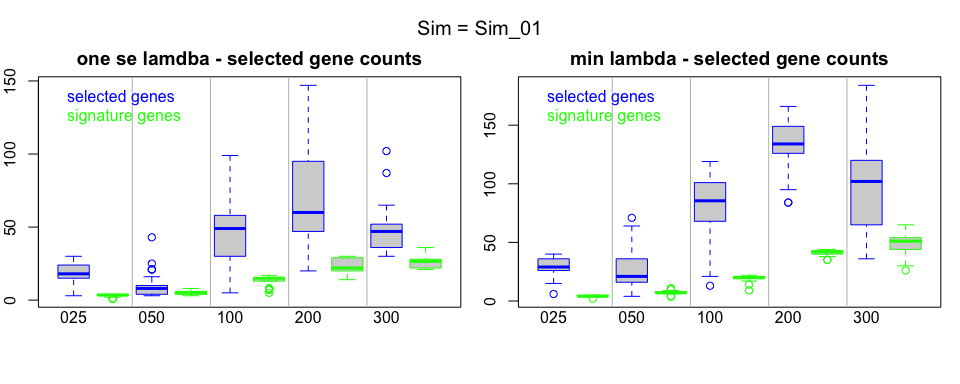 Sim = Sim_01
one se lamdba - selected gene counts
selected genes
signature genes
0
50
100
150
025
050
100
200
300
min lambda - selected gene counts
selected genes
signature genes
0
50
100
150
025
050
100
200
300